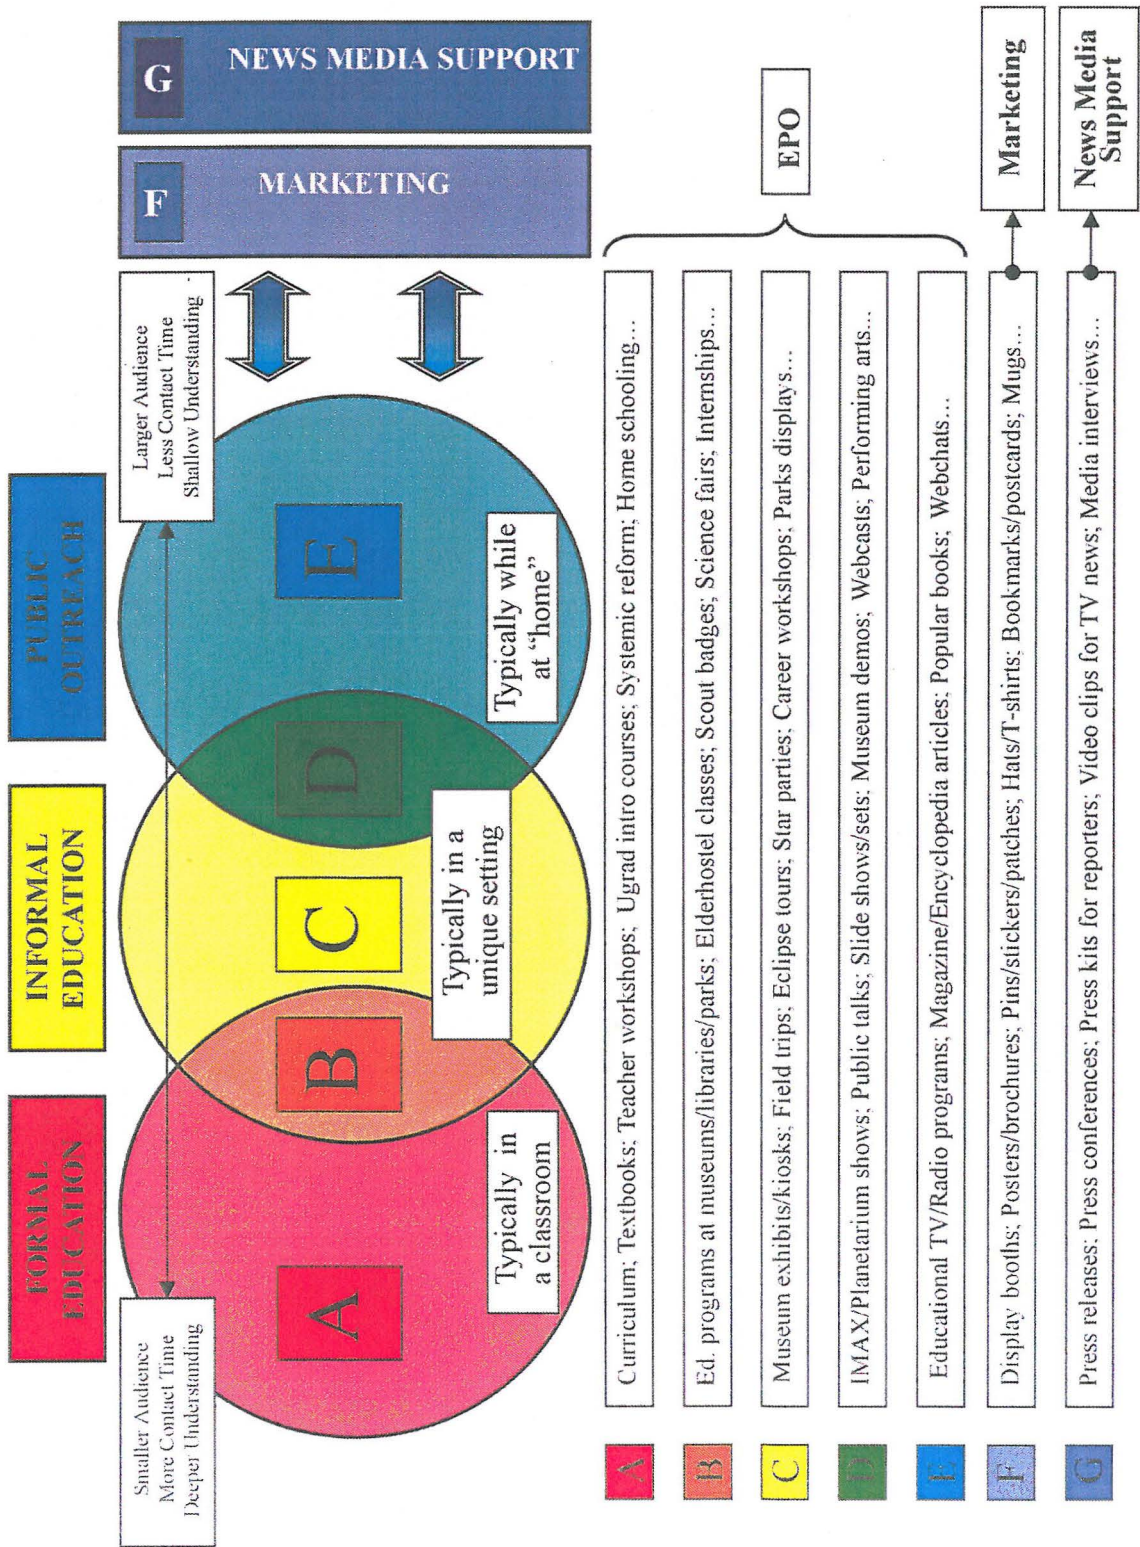 FORMAL
EDUCATION
INFORMAL
EDUCATION
PUBLIC
OUTREACH
Smaller Audience
More Contact Time
Deeper Understanding
Larger Audience
Less Contact Time
Shallow Understanding
A
B
C
D
E
F
MARKETING
G
NEWS MEDIA SUPPORT
Typically in
a classroom
Typically in a
unique setting
Typically while
at “home”
A
Curriculum; Textbooks; Teacher workshops; Ugrad intro courses; Systemic reform; Home schooling…
B
Ed. programs at museums/libraries/parks; Elderhostel classes; Scout badges; Science fairs; Internships…
C
Museum exhibits/kiosks; Field trips; Eclipse tours; Star parties; Career workshops; Parks displays…
D
IMAX/Planetarium shows; Public talks; Slide shows/sets; Museum demos; Webcasts; Performing arts…
E
Educational TV/Radio programs; Magazine/Encyclopedia articles; Popular books; Webchats…
EPO
F
Display booths; Posters/brochures; Pins/stickers/patches; Hats/T-shirts; Bookmarks/postcards; Mugs…
Marketing
G
Press releases; Press conferences; Press kits for reporters; Video clips for TV news; Media interviews…
News Media
Support